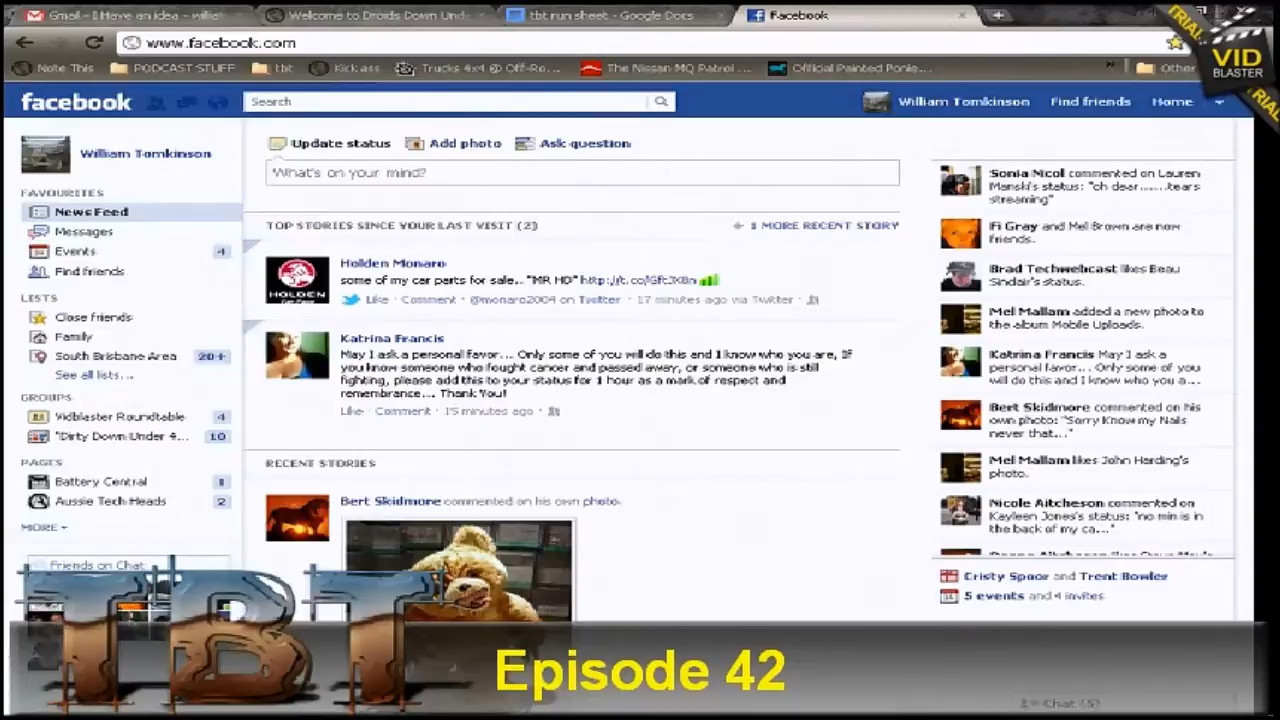 Gmail - I Have an idea - willia
Welcome to Droids Down Und
tbt run sheet - Google Docs
Facebook
www.facebook.com
Note This
PODCAST STUFF
tbt
Kick ass
Trucks 4x4 @ Off-Ro...
The Nissan MQ Patrol ...
Official Painted Ponie...
Other
TRIAL
VID
BLASTER
TRIAL
facebook
Search
William Tomkinson
Find friends
Home
William Tomkinson
FAVOURITES
News Feed
Messages
Events 4
Find friends
LISTS
Close friends
Family
South Brisbane Area 20+
See all lists...
GROUPS
Vidblaster Roundtable 4
"Dirty Down Under 4... 10
PAGES
Battery Central 1
Aussie Tech Heads 2
MORE
Friends on Chat
Update status
Add photo
Ask question
What's on your mind?
TOP STORIES SINCE YOUR LAST VISIT (2)
1 MORE RECENT STORY
Holden Monaro
HOLDEN
some of my car parts for sale... "MR HD"
Like · Comment · @monaro2004 on Twitter · 17 minutes ago via Twitter
Katrina Francis
May I ask a personal favor... Only some of you will do this and I know who you are, If
you know someone who fought cancer and passed away, or someone who is still
fighting, please add this to your status for 1 hour as a mark of respect and
remembrance.... Thank You!!
Like · Comment · 15 minutes ago
RECENT STORIES
Bert Skidmore commented on his own photo.
Sonia Nicol commented on Lauren
Manski's status: "oh dear.......tears
streaming"
Fi Gray and Mel Brown are now
friends.
Brad Techwebcast likes Beau
Sinclair's status.
Mel Mallam added a new photo to
the album Mobile Uploads.
Katrina Francis May I ask a
personal favor... Only some of you
will do this and I know who you a...
Bert Skidmore commented on his
own photo: "Sorry Know my Nails
never that..."
Mel Mallam likes John Harding's
photo.
Nicole Aitcheson commented on
Kayleen Jones's status: "no min is in
the back of my ca..."
Cristy Spoor and Trent Bowler
5 events and 4 invites
Chat (5)
TBT
Episode 42